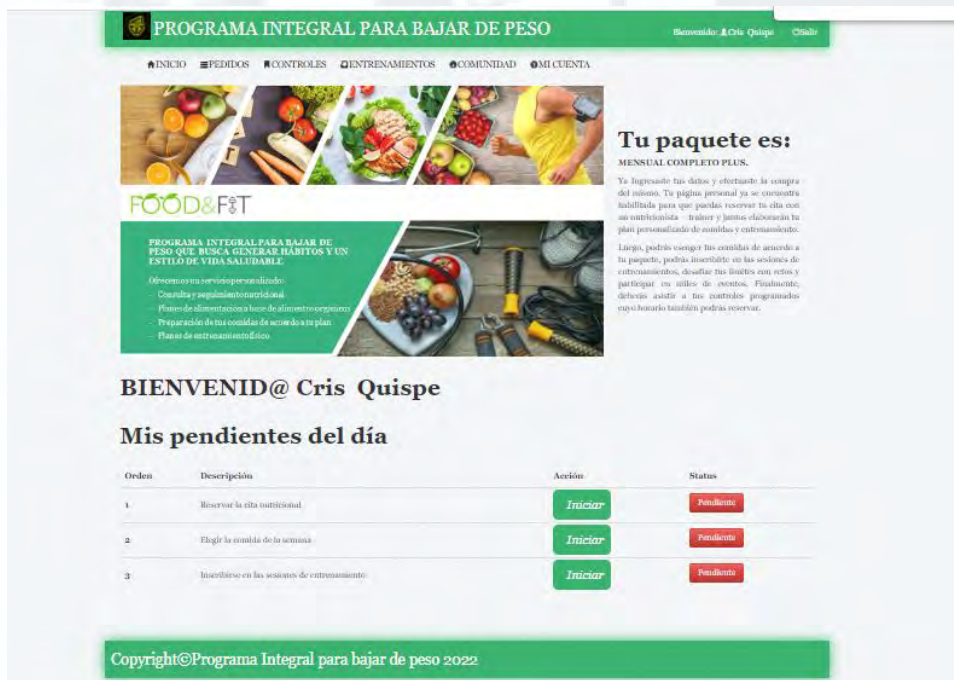 PROGRAMA INTEGRAL PARA BAJAR DE PESO
Bienvenido: Cris Quispe Salir
INICIO PEDIDOS CONTROLES ENTRENAMIENTOS COMUNIDAD MI CUENTA
FOOD&FIT
PROGRAMA INTEGRAL PARA BAJAR DE
PESO QUE BUSCA GENERAR HÁBITOS Y UN
ESTILO DE VIDA SALUDABLE
Ofrecemos un servicio personalizado:
- Consulta y seguimiento nutricional
- Planes de alimentación a base de alimentos orgánicos
- Preparación de tus comidas de acuerdo a tu plan
- Planes de entrenamiento físico
Tu paquete es:
MENSUAL COMPLETO PLUS.
Ya Ingresaste tus datos y efectuaste la compra
del mismo. Tu página personal ya se encuentra
habilitada para que puedas reservar tu cita con
un nutricionista - trainer y juntos elaborarán tu
plan personalizado de comidas y entrenamiento.
Luego, podrás escoger tus comidas de acuerdo a
tu paquete, podrás inscribirte en las sesiones de
entrenamientos, desafiar tus límites con retos y
participar en miles de eventos. Finalmente,
deberás asistir a tus controles programados
cuyo horario también podrás reservar.
BIENVENID@ Cris Quispe
Mis pendientes del día
Orden Descripción Acción Status
1 Reservar la cita nutricional Iniciar Pendiente
2 Elegir la comida de la semana Iniciar Pendiente
3 Inscribirse en las sesiones de entrenamiento Iniciar Pendiente
Copyright©Programa Integral para bajar de peso 2022